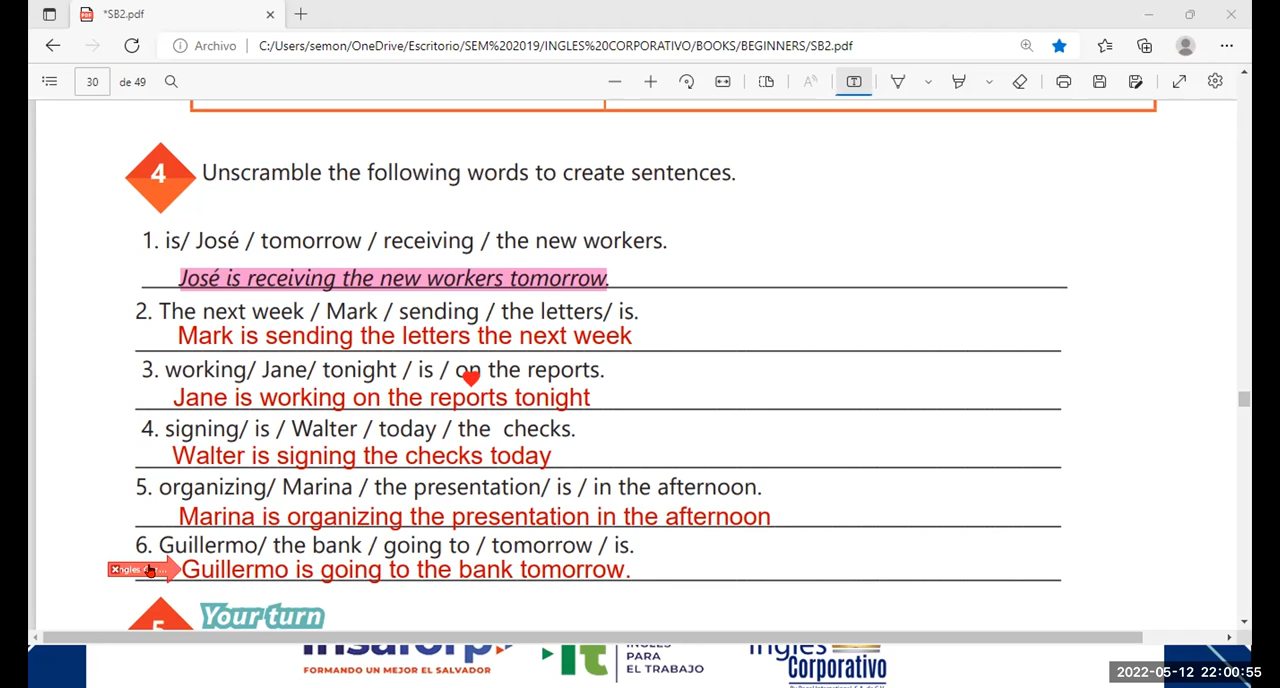 *SB2.pdf
Archivo
C:/Users/semon/OneDrive/Escritorio/SEM%202019/INGLES%20CORPORATIVO/BOOKS/BEGINNERS/SB2.pdf
30 de 49
4 Unscramble the following words to create sentences.
1. is/ José / tomorrow / receiving / the new workers.
José is receiving the new workers tomorrow.
2. The next week / Mark / sending / the letters/ is.
Mark is sending the letters the next week
3. working/ Jane/ tonight / is / on the reports.
Jane is working on the reports tonight
4. signing/ is / Walter / today / the checks.
Walter is signing the checks today
5. organizing/ Marina / the presentation/ is / in the afternoon.
Marina is organizing the presentation in the afternoon
6. Guillermo/ the bank / going to / tomorrow / is.
Guillermo is going to the bank tomorrow.
5 Your turn
insaforp
FORMANDO UN MEJOR EL SALVADOR
it
INGLÉS
PARA
EL TRABAJO
Inglés
Corporativo
2022-05-12 22:00:55